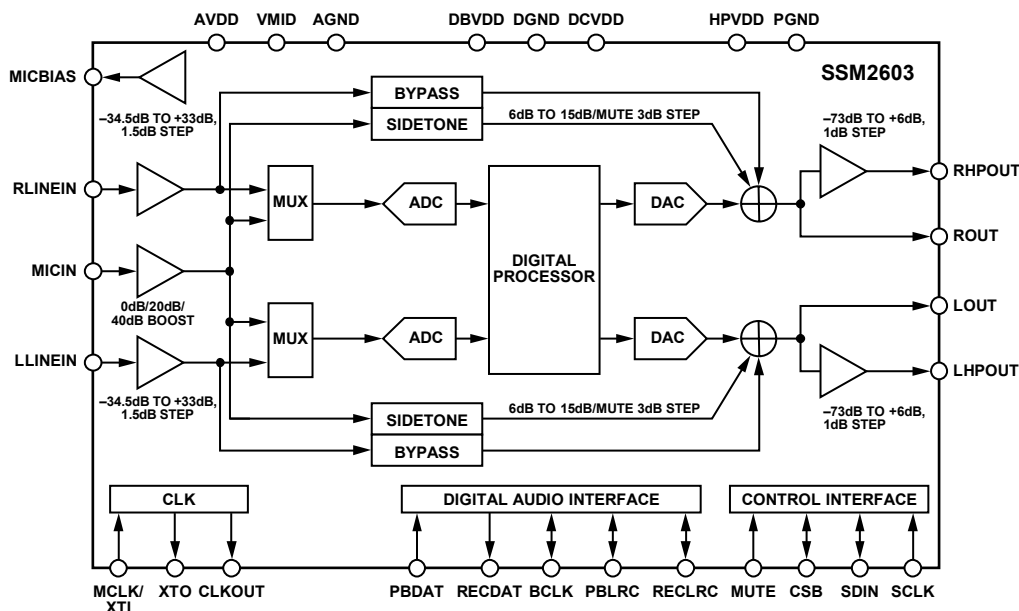 AVDD VMID AGND DBVDD DGND DCVDD HPVDD PGND
SSM2603
MICBIAS
–34.5dB TO +33dB,
1.5dB STEP
BYPASS
SIDETONE
6dB TO 15dB/MUTE 3dB STEP
–73dB TO +6dB,
1dB STEP
RLINEIN
MUX
ADC
DAC
RHPOUT
ROUT
MICIN
0dB/20dB/
40dB BOOST
DIGITAL
PROCESSOR
LOUT
LLINEIN
MUX
ADC
DAC
LHPOUT
–34.5dB TO +33dB,
1.5dB STEP
SIDETONE
BYPASS
6dB TO 15dB/MUTE 3dB STEP
–73dB TO +6dB,
1dB STEP
CLK
DIGITAL AUDIO INTERFACE
CONTROL INTERFACE
MCLK/
XTI
XTO CLKOUT
PBDAT RECDAT BCLK PBLRC RECLRC
MUTE CSB SDIN SCLK